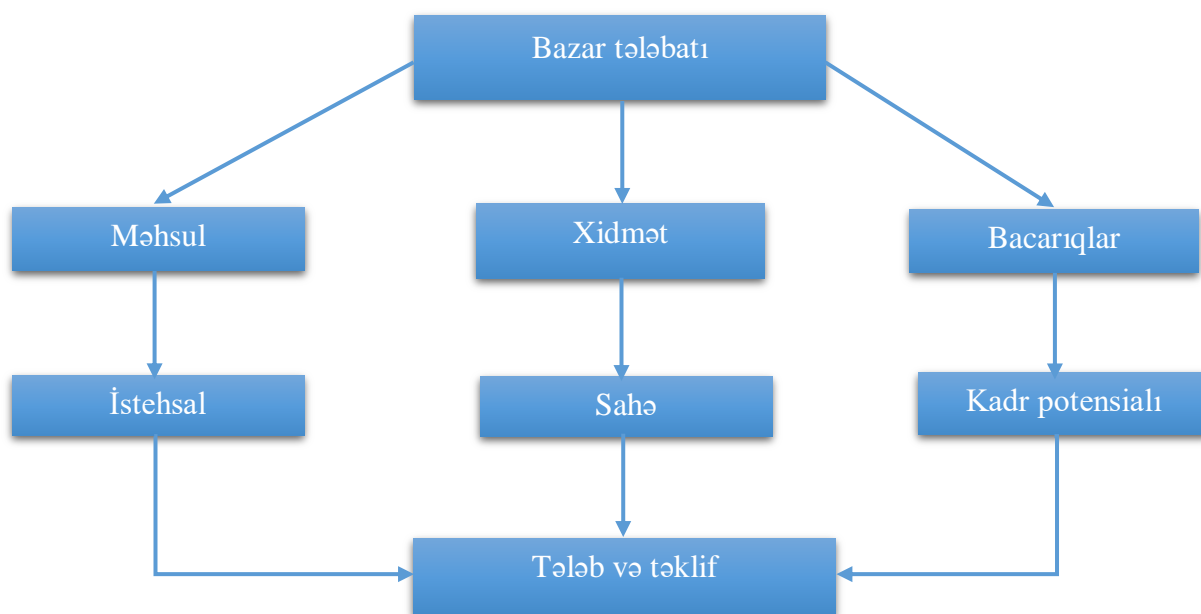 Bazar tələbatı
Məhsul
Xidmət
Bacarıqlar
İstehsal
Sahə
Kadr potensialı
Tələb və təklif